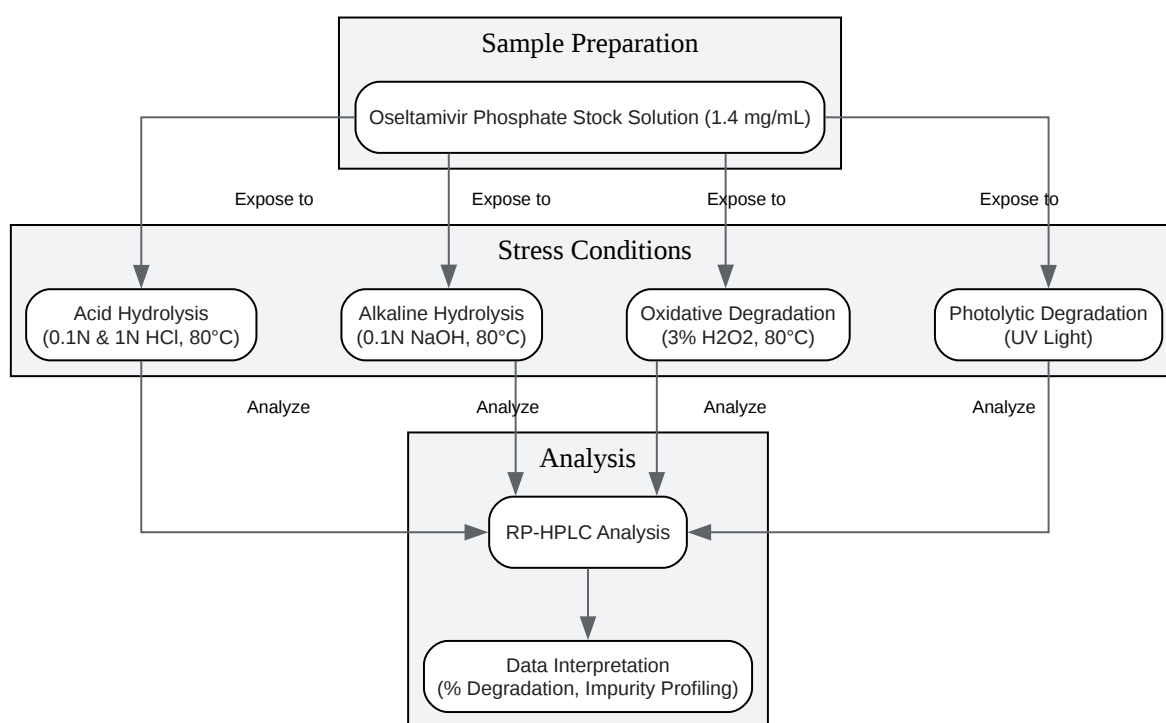 Sample Preparation
Oseltamivir Phosphate Stock Solution (1.4 mg/mL)
Expose to
Expose to
Expose to
Expose to
Stress Conditions
Acid Hydrolysis
(0.1N & 1N HCl, 80°C)
Alkaline Hydrolysis
(0.1N NaOH, 80°C)
Oxidative Degradation
(3% H2O2, 80°C)
Photolytic Degradation
(UV Light)
Analyze
Analyze
Analyze
Analyze
Analysis
RP-HPLC Analysis
Data Interpretation
(% Degradation, Impurity Profiling)